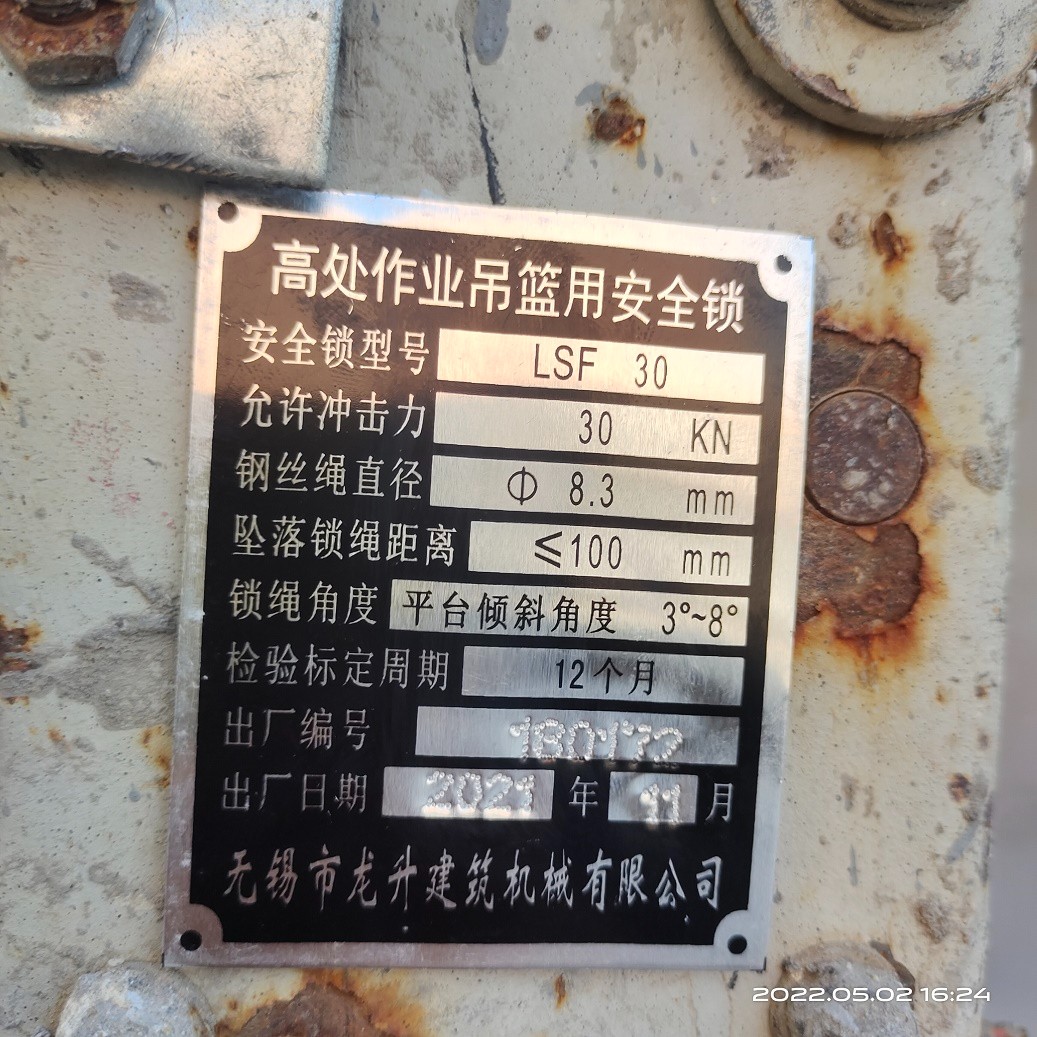 高处作业吊篮用安全锁
安全锁型号 LSF 30
允许冲击力 30 KN
钢丝绳直径 Φ 8.3 mm
坠落锁绳距离 ≤100 mm
锁绳角度 平台倾斜角度 3°~8°
检验标定周期 12个月
出厂编号 180172
出厂日期 2021 年 11 月
无锡市龙升建筑机械有限公司
2022.05.02 16:24